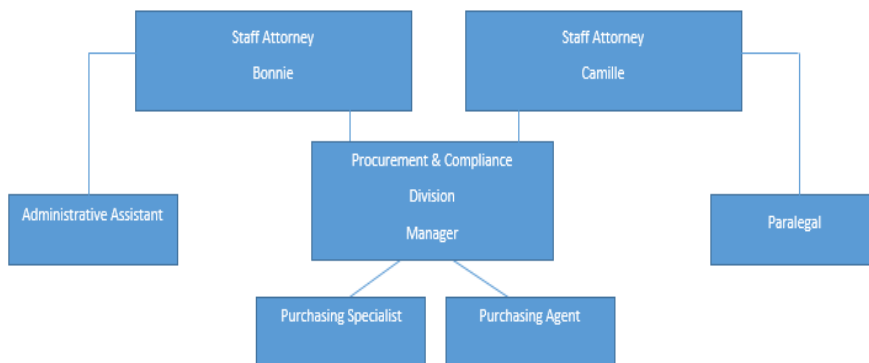 Staff Attorney
Bonnie
Staff Attorney
Camille
Procurement & Compliance
Division
Manager
Administrative Assistant
Paralegal
Purchasing Specialist
Purchasing Agent